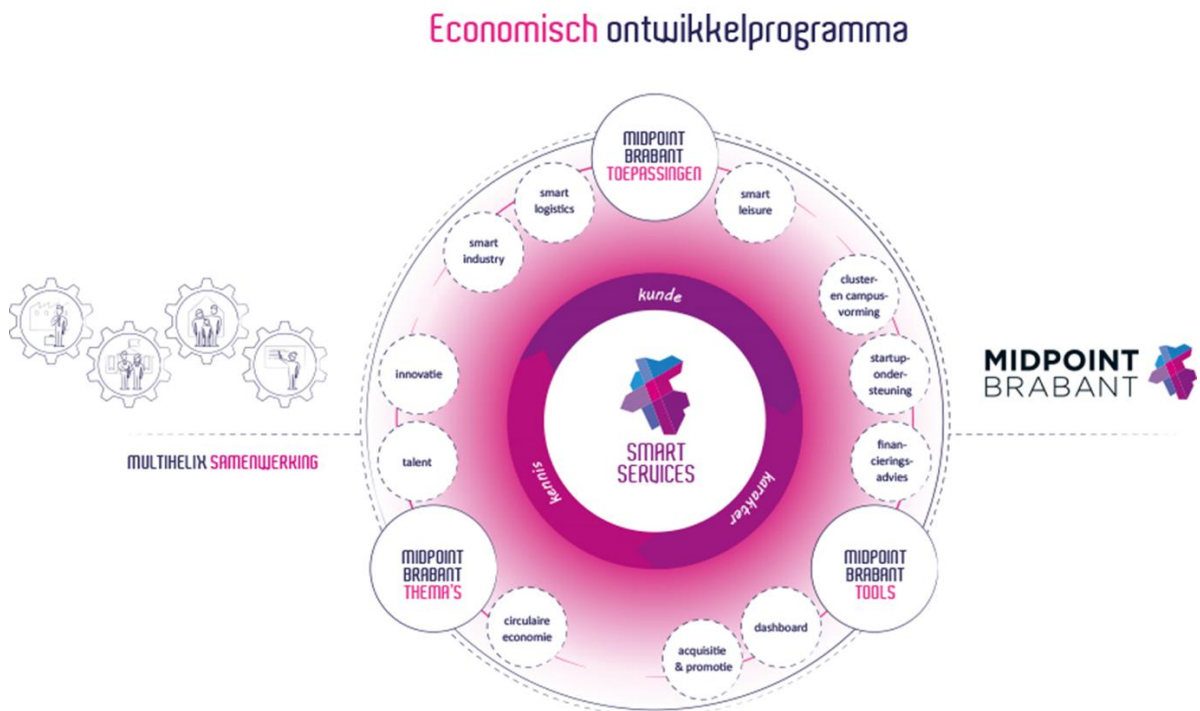 Economisch ontwikkelprogramma
MIDPOINT
BRABANT
TOEPASSINGEN
smart
logistics
smart
leisure
smart
industry
cluster-
en campus-
vorming
kunde
innovatie
startup-
onder-
steuning
MIDPOINT
BRABANT
SMART
SERVICES
MULTIHELIX SAMENWERKING
talent
finan-
cierings-
advies
kennis
karakter
MIDPOINT
BRABANT
THEMA'S
MIDPOINT
BRABANT
TOOLS
circulaire
economie
dashboard
acquisitie
& promotie